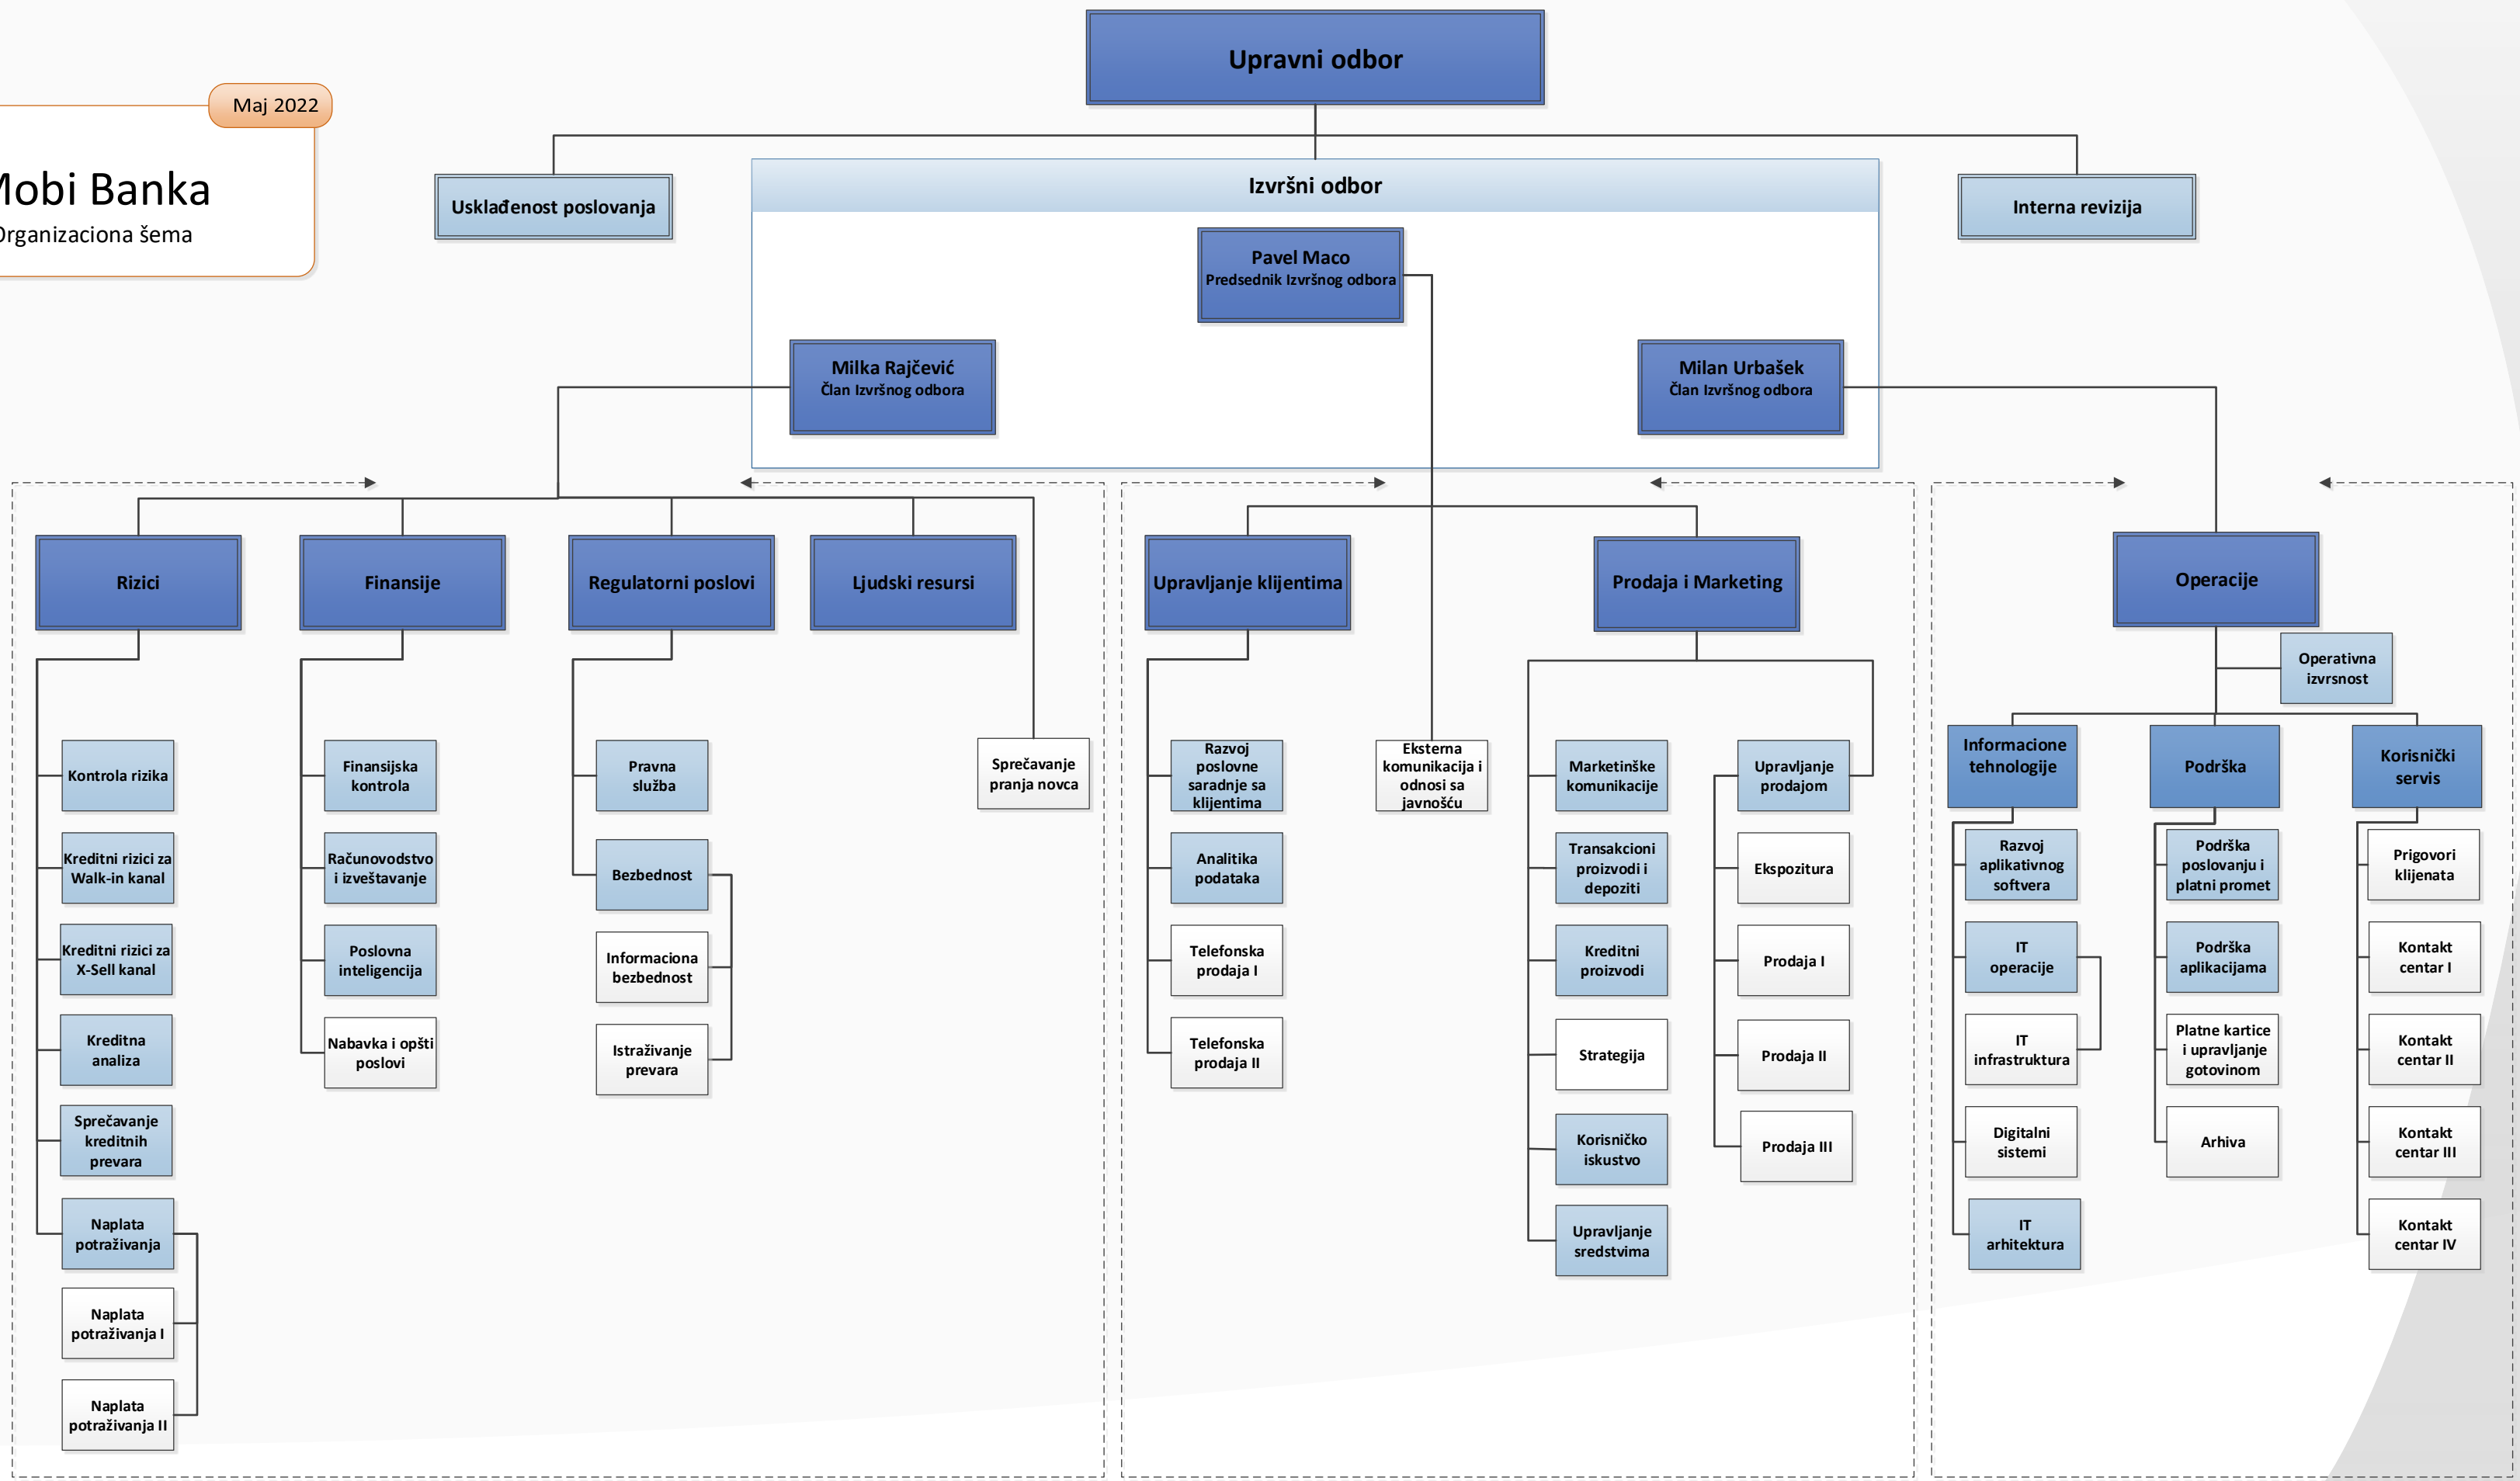 Upravni odbor
Maj 2022
Mobi Banka
Organizaciona šema
Usklađenost poslovanja
Izvršni odbor
Interna revizija
Pavel Maco
Predsednik Izvršnog odbora
Milka Rajčević
Član Izvršnog odbora
Milan Urbašek
Član Izvršnog odbora
Rizici
Finansije
Regulatorni poslovi
Ljudski resursi
Upravljanje klijentima
Prodaja i Marketing
Operacije
Operativna
izvrsnost
Kontrola rizika
Kreditni rizici za
Walk-in kanal
Kreditni rizici za
X-Sell kanal
Kreditna
analiza
Sprečavanje
kreditnih
prevara
Naplata
potraživanja
Naplata
potraživanja I
Naplata
potraživanja II
Finansijska
kontrola
Računovodstvo
i izveštavanje
Poslovna
inteligencija
Nabavka i opšti
poslovi
Pravna
služba
Bezbednost
Informaciona
bezbednost
Istraživanje
prevara
Sprečavanje
pranja novca
Razvoj
poslovne
saradnje sa
klijentima
Analitika
podataka
Telefonska
prodaja I
Telefonska
prodaja II
Eksterna
komunikacija i
odnosi sa
javnošću
Marketinške
komunikacije
Transakcioni
proizvodi i
depoziti
Kreditni
proizvodi
Strategija
Korisničko
iskustvo
Upravljanje
sredstvima
Upravljanje
prodajom
Ekspozitura
Prodaja I
Prodaja II
Prodaja III
Informacione
tehnologije
Razvoj
aplikativnog
softvera
IT
operacije
IT
infrastruktura
Digitalni
sistemi
IT
arhitektura
Podrška
Podrška
poslovanju i
platni promet
Podrška
aplikacijama
Platne kartice
i upravljanje
gotovinom
Arhiva
Korisnički
servis
Prigovori
klijenata
Kontakt
centar I
Kontakt
centar II
Kontakt
centar III
Kontakt
centar IV